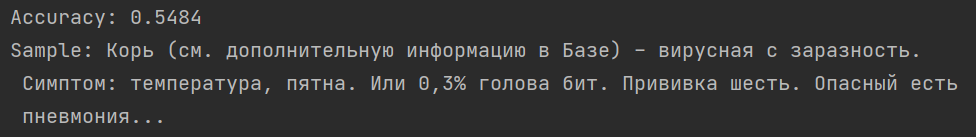 Accuracy: 0.5484
Sample: Корь (см. дополнительную информацию в Базе) – вирусная с заразность.
Симптом: температура, пятна. Или 0,3% голова бит. Прививка шесть. Опасный есть
пневмония...